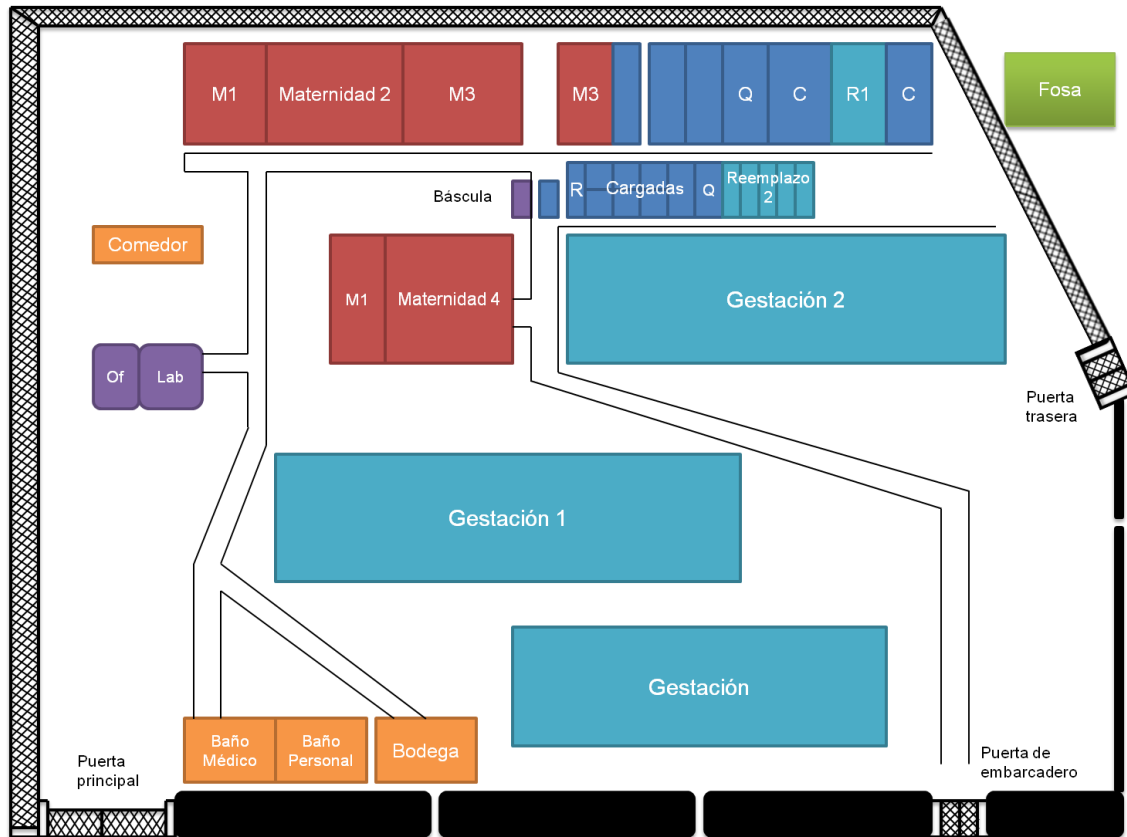 M1
Maternidad 2
M3
M3
Q
C
R1
C
Fosa
Báscula
R
Cargadas
Q
Reemplazo
2
Comedor
M1
Maternidad 4
Gestación 2
Of
Lab
Puerta
trasera
Gestación 1
Gestación
Baño
Médico
Baño
Personal
Bodega
Puerta
principal
Puerta de
embarcadero